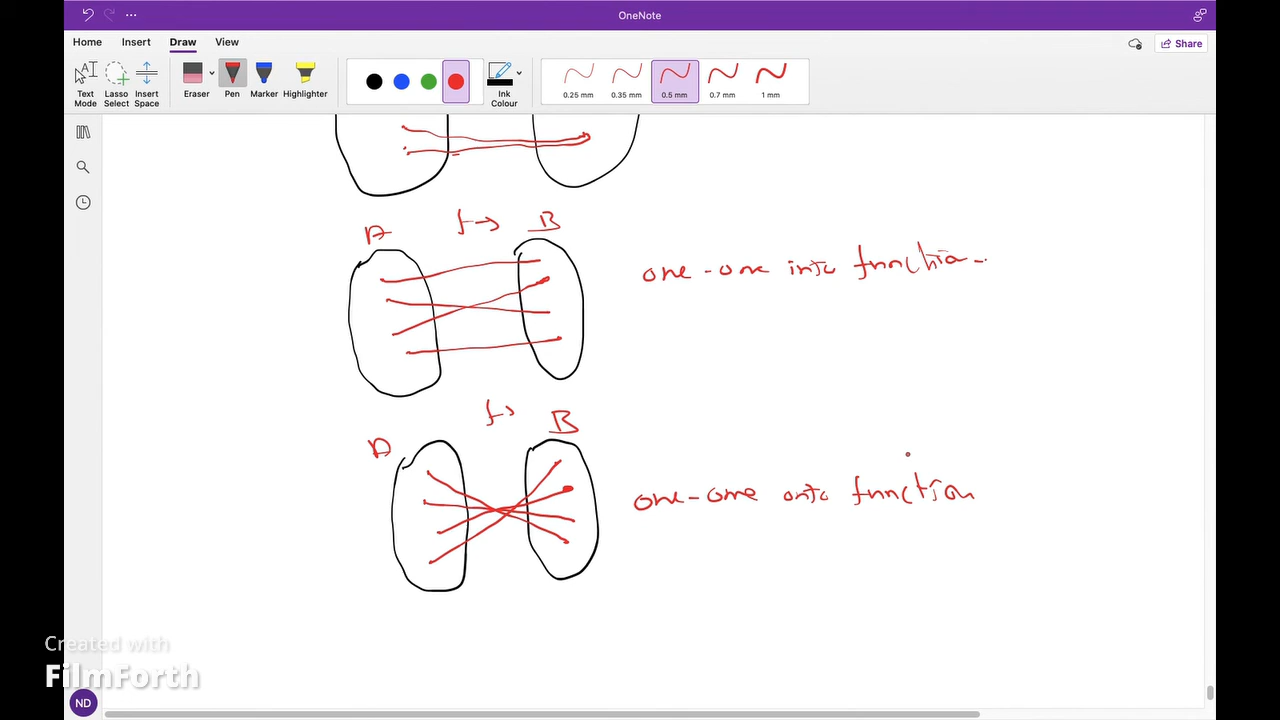 OneNote
Home Insert Draw View
Share
Text Mode
Lasso Select
Insert Space
Eraser
Pen
Marker
Highlighter
Ink Colour
0.25 mm
0.35 mm
0.5 mm
0.7 mm
1 mm
A f→ B
one-one into function.
A f→ B
one-one onto function
Created with
FilmForth
ND